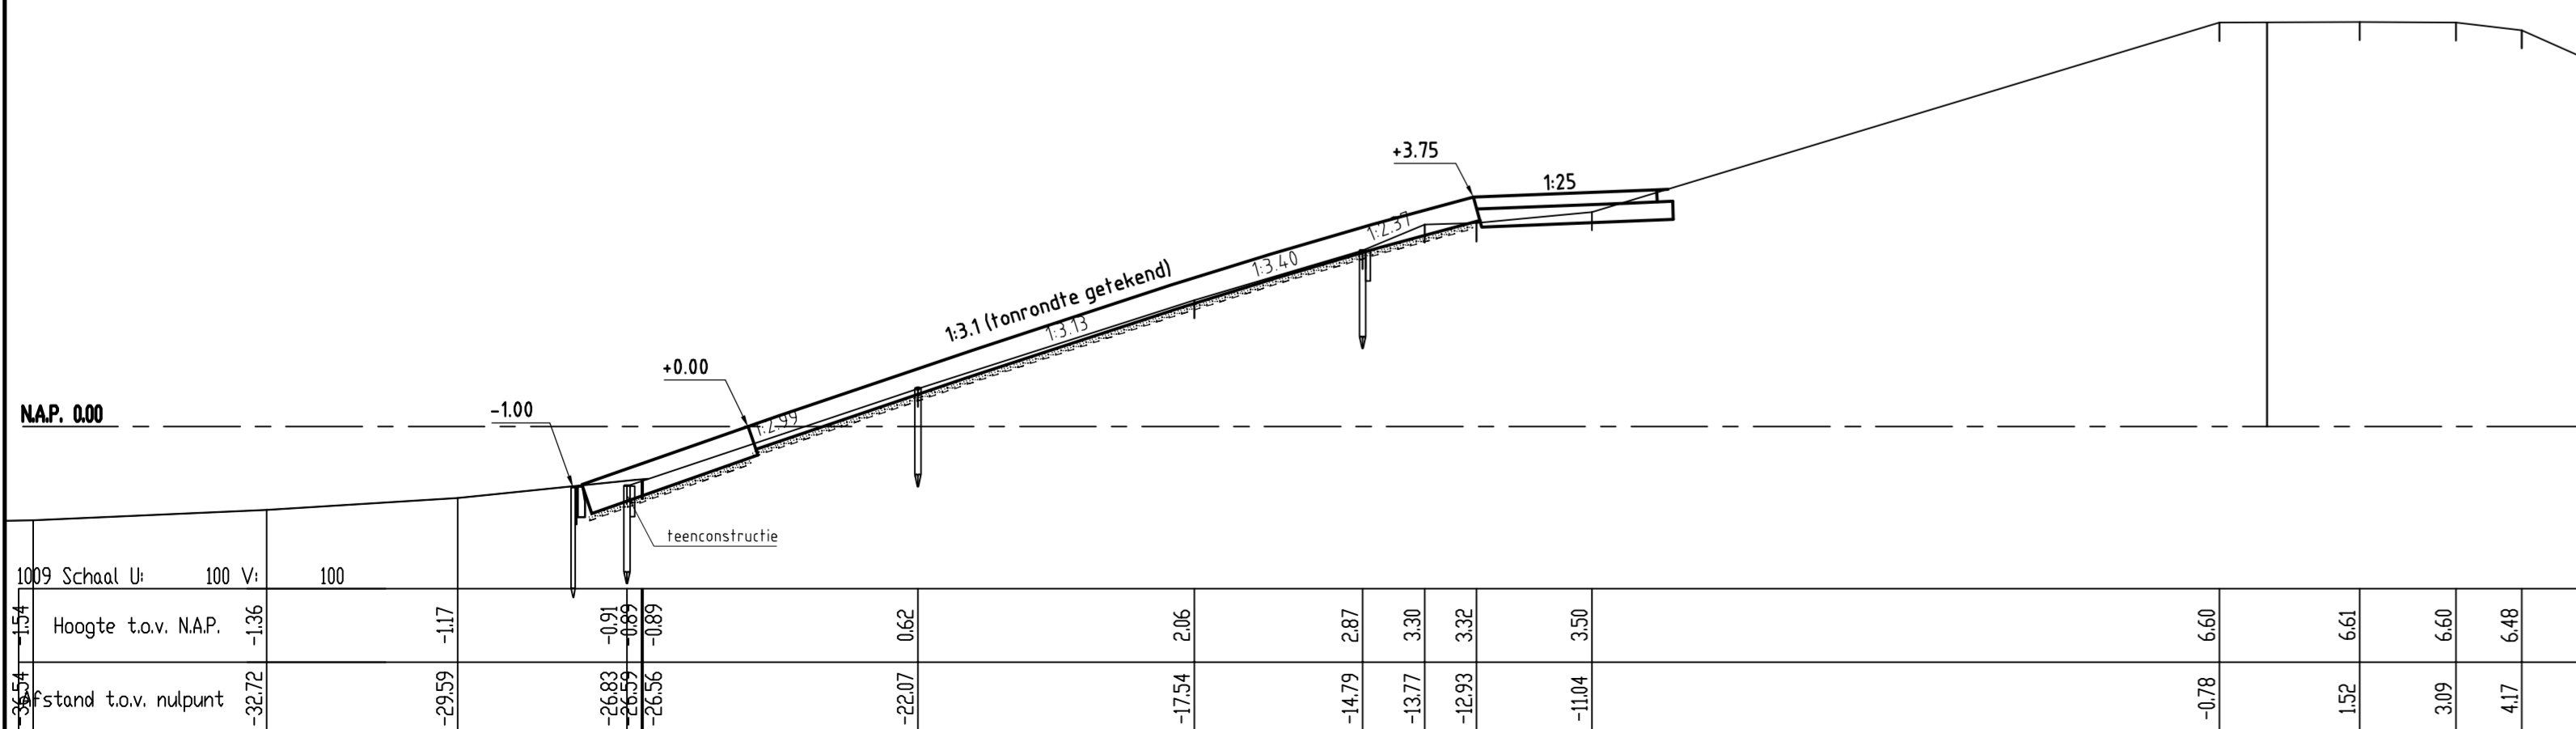 +3.75
1:25
1:2.37
1:3.40
1:3.1 (tonrondte getekend)
1:3.13
+0.00
1:2.99
N.A.P. 0.00
-1.00
teenconstructie
1009 Schaal U: 100 V: 100
Hoogte t.o.v. N.A.P.
-1.54 -1.36 -1.17 -0.91 -0.89 -0.89 0.62 2.06 2.87 3.30 3.32 3.50 6.60 6.61 6.60 6.48
Afstand t.o.v. nulpunt
-36.54 -32.72 -29.59 -26.83 -26.59 -26.56 -22.07 -17.54 -14.79 -13.77 -12.93 -11.04 -0.78 1.52 3.09 4.17